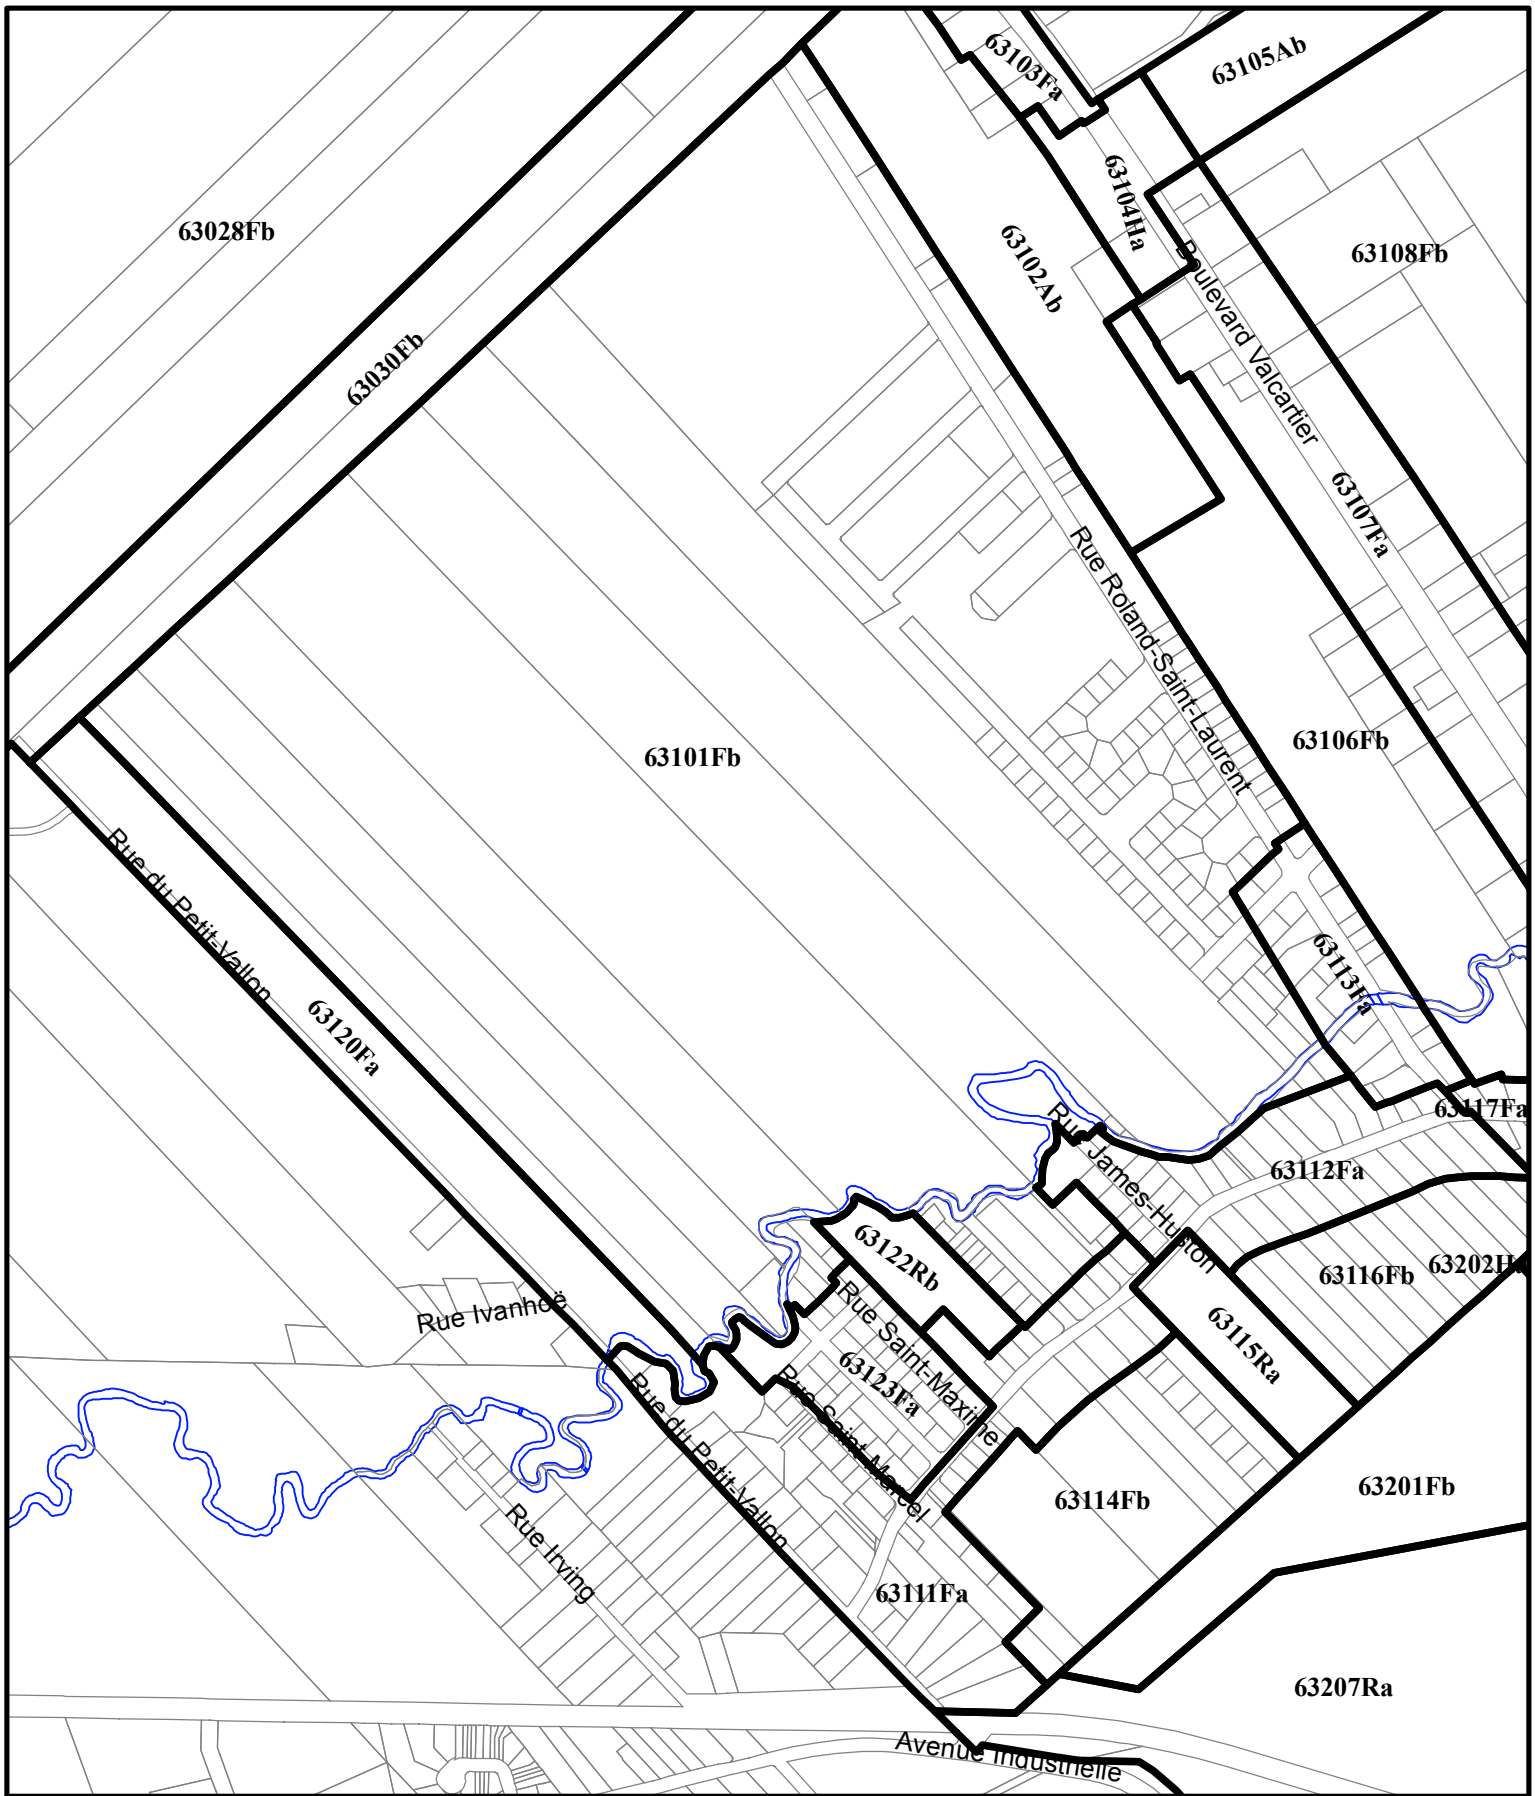 63103Fa
63105Ab
63104Ha
63028Fb
63102Ab
63108Fb
Boulevard Valcartier
63030Fb
63107Fa
Rue Roland-Saint-Laurent
63106Fb
63101Fb
Rue du Petit-Vallon
63113Fa
63120Fa
63117Fa
Rue James-Huston
63112Fa
63122Rb
63116Fb
63202H
Rue Ivanhoë
Rue Saint-Maxime
63115Ra
63123Fa
Rue du Petit-Vallon
Rue Saint-Marcel
63114Fb
63201Fb
Rue Irving
63111Fa
63207Ra
Avenue Industrielle